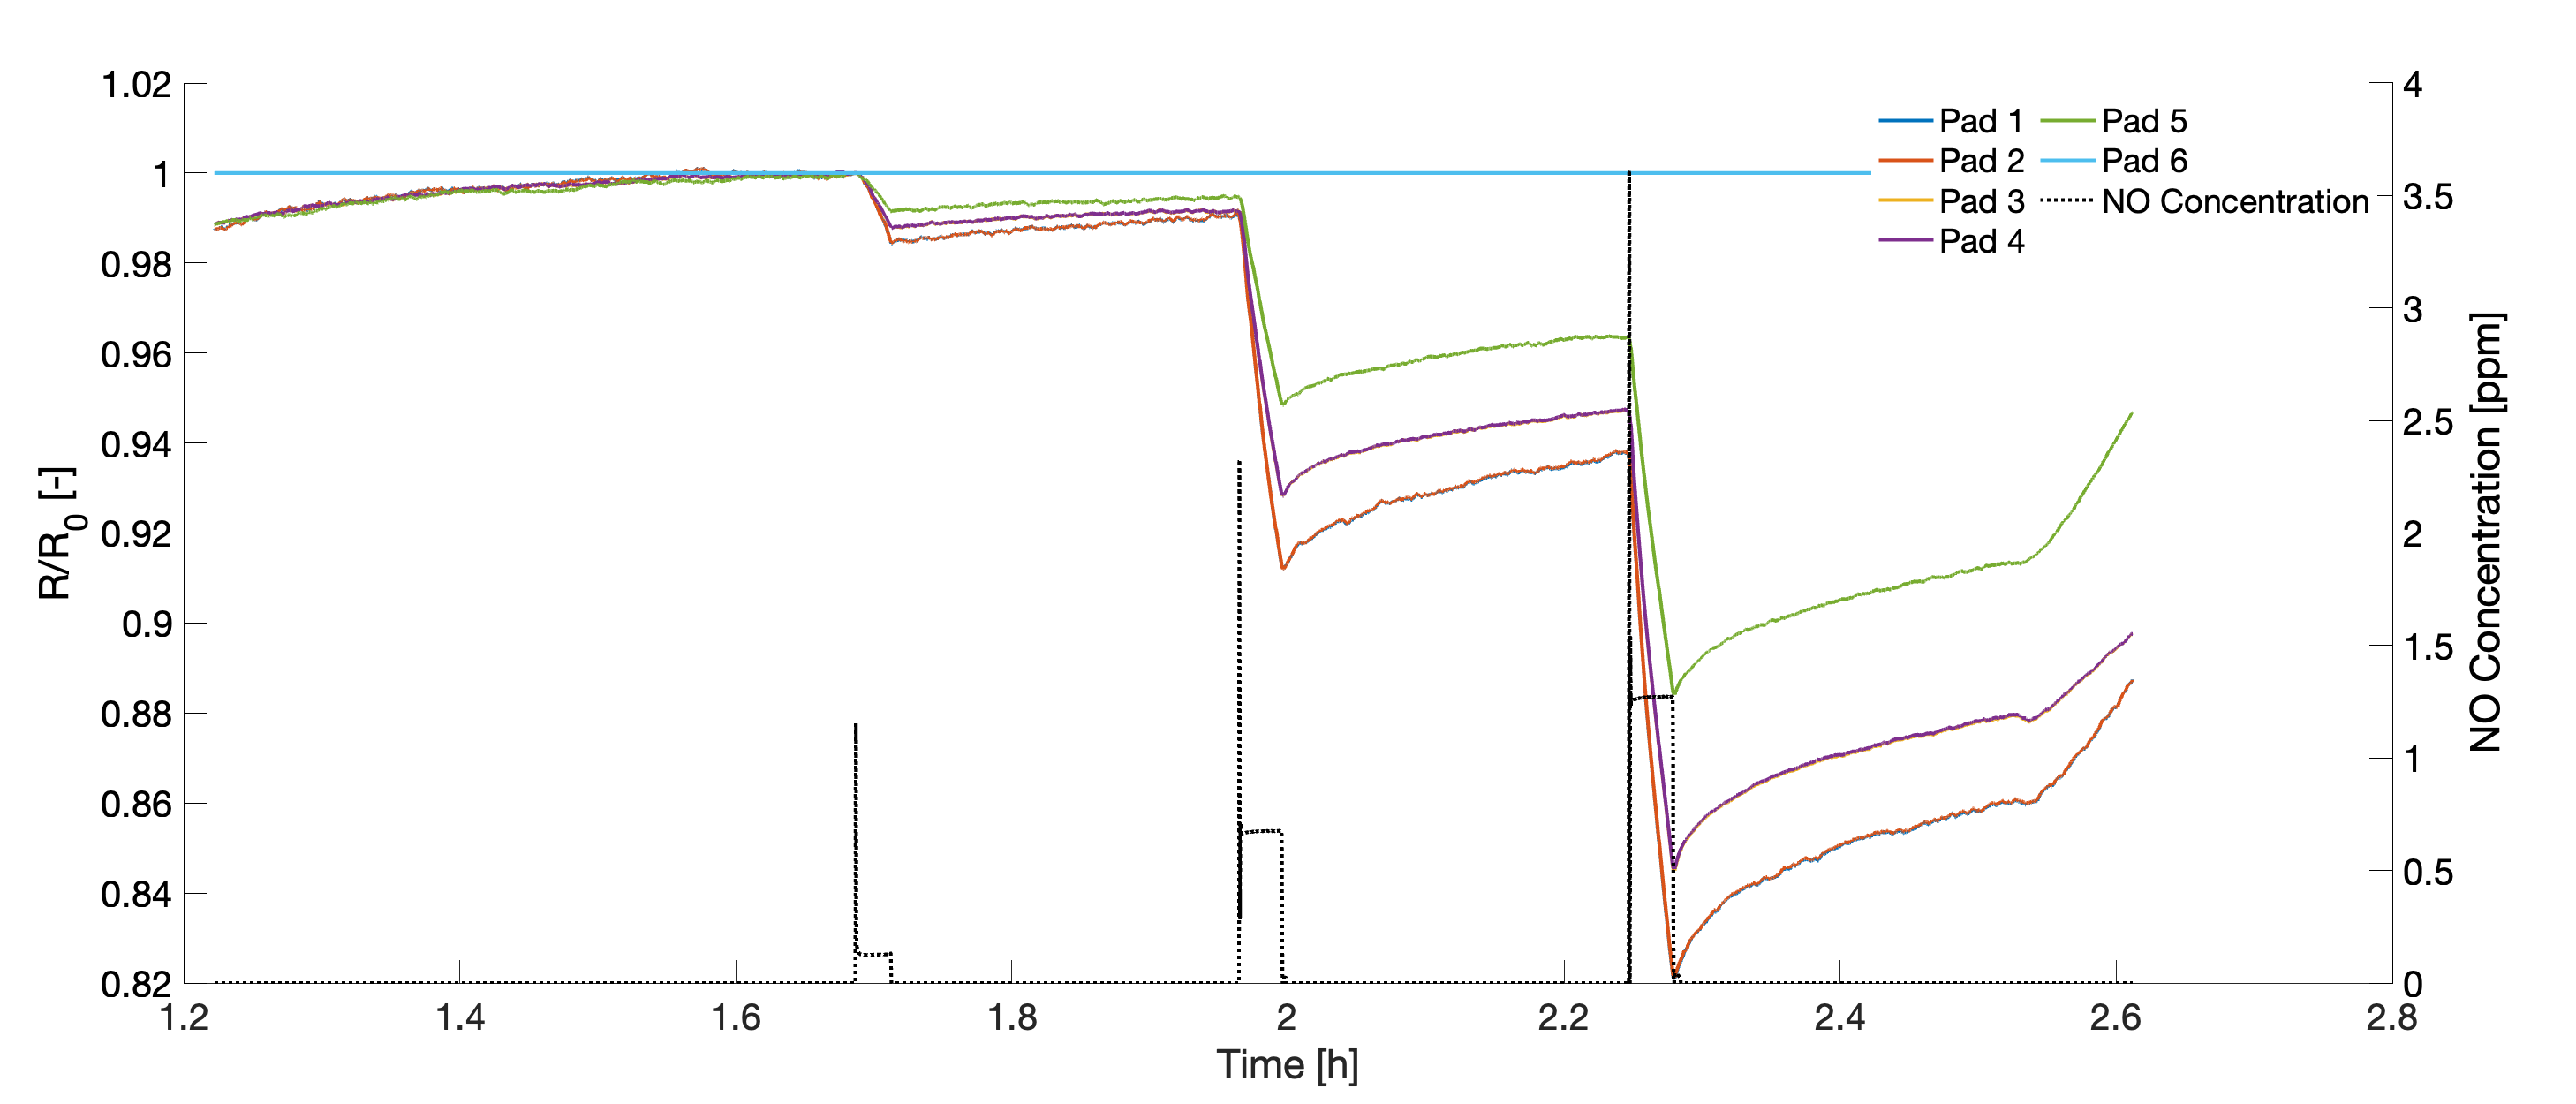 1.02
1
0.98
0.96
0.94
0.92
0.9
0.88
0.86
0.84
0.82
R/R0 [-]
1.2
1.4
1.6
1.8
2
2.2
2.4
2.6
2.8
Time [h]
4
3.5
3
2.5
2
1.5
1
0.5
0
NO Concentration [ppm]
Pad 1
Pad 2
Pad 3
Pad 4
Pad 5
Pad 6
NO Concentration